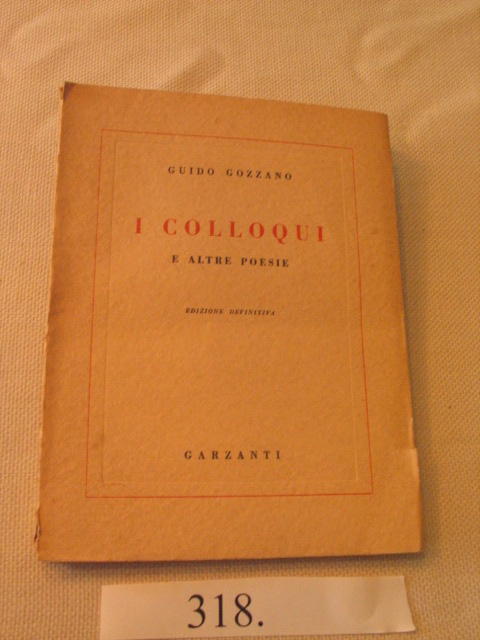 GUIDO GOZZANO
I COLLOQUI
E ALTRE POESIE
EDIZIONE DEFINITIVA
GARZANTI
318.